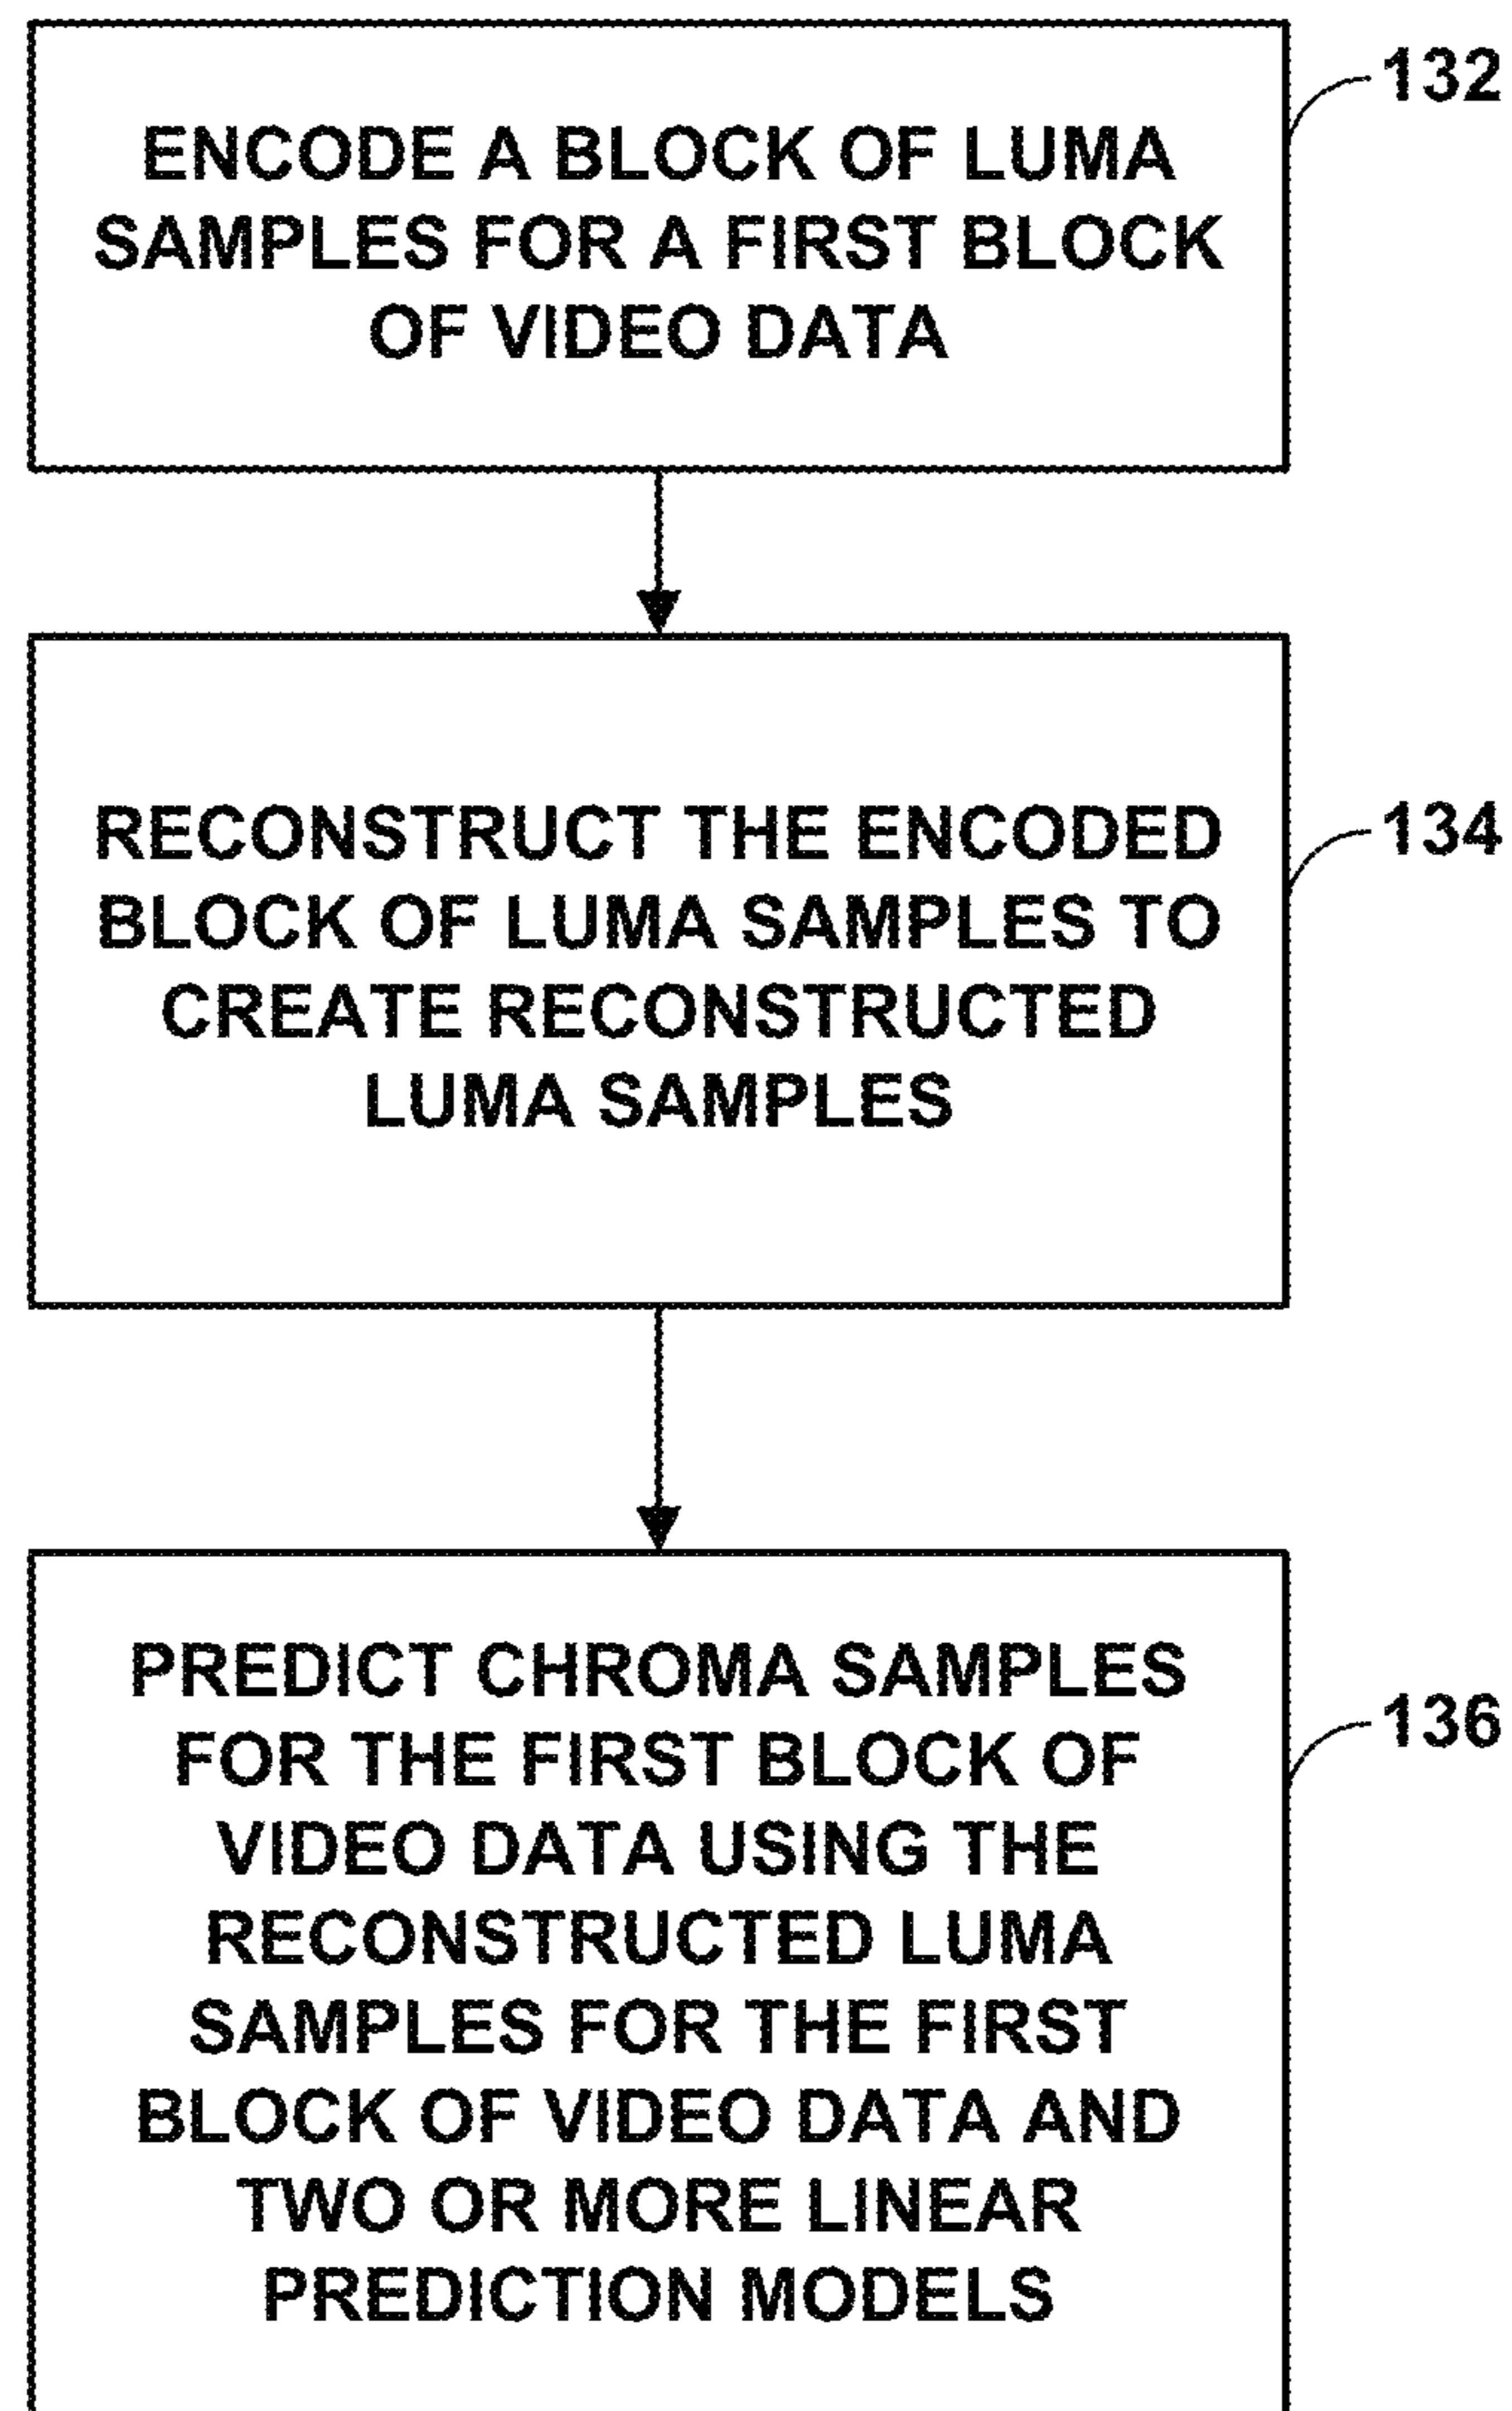 132
ENCODE A BLOCK OF LUMA
SAMPLES FOR A FIRST BLOCK
OF VIDEO DATA
134
RECONSTRUCT THE ENCODED
BLOCK OF LUMA SAMPLES TO
CREATE RECONSTRUCTED
LUMA SAMPLES
136
PREDICT CHROMA SAMPLES
FOR THE FIRST BLOCK OF
VIDEO DATA USING THE
RECONSTRUCTED LUMA
SAMPLES FOR THE FIRST
BLOCK OF VIDEO DATA AND
TWO OR MORE LINEAR
PREDICTION MODELS